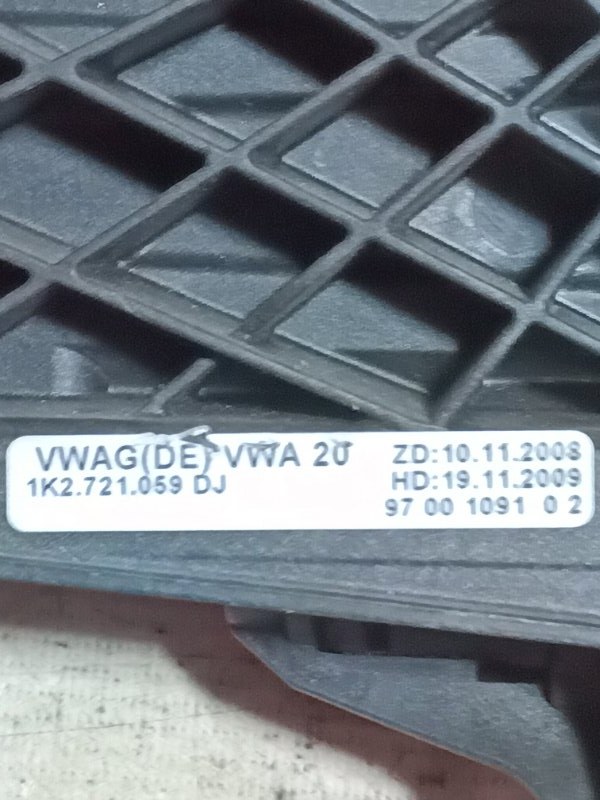 VWAG(DE) VWA 20
1K2.721.059 DJ
ZD:10.11.2008
HD:19.11.2009
97 00 1091 0 2